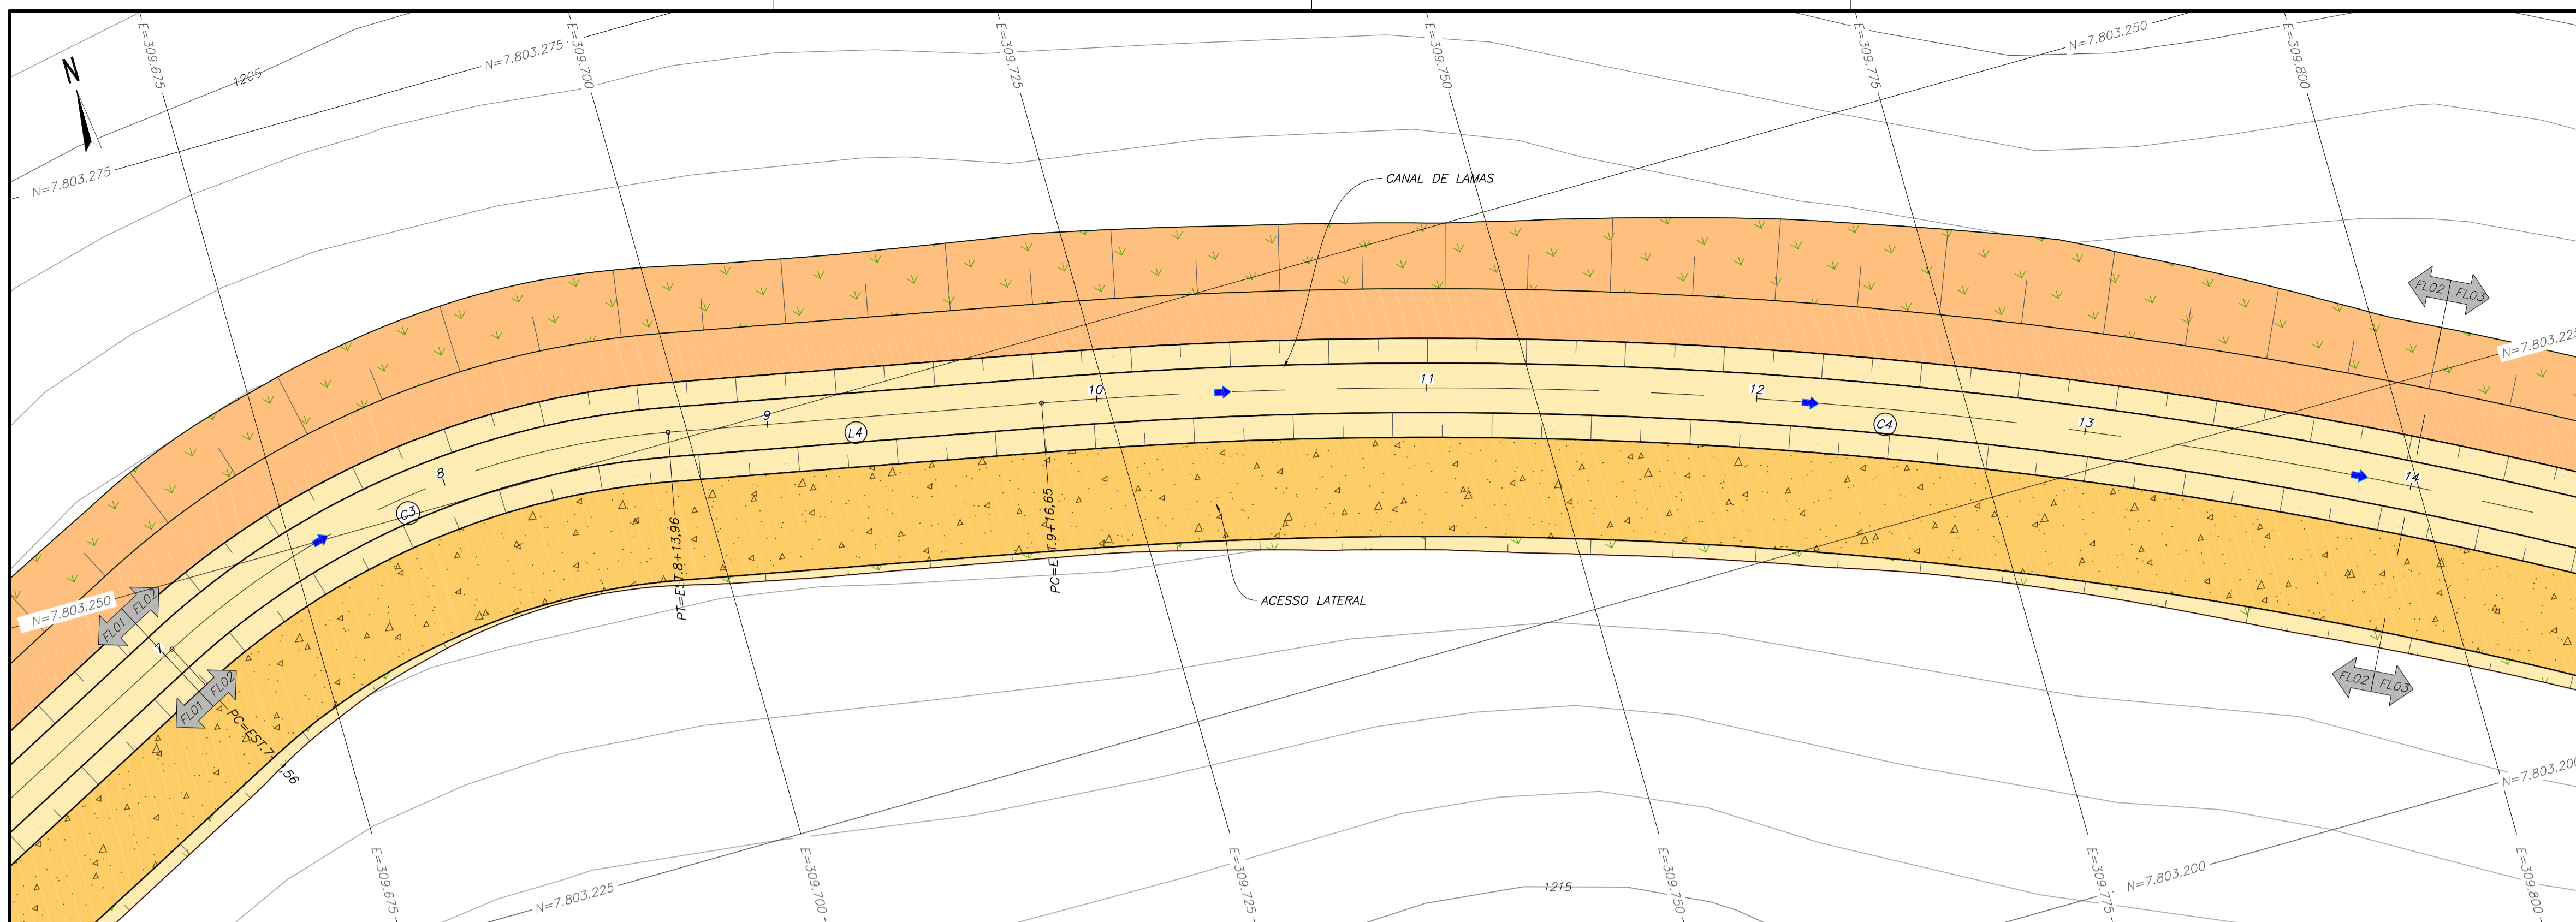 E=309.675
E=309.700
E=309.725
E=309.750
E=309.775
E=309.800
N
1205
N=7.803.275
N=7.803.250
N=7.803.275
CANAL DE LAMAS
FL02
FL03
N=7.803.225
10
11
12
9
L4
C4
13
8
14
C3
PT=EST.8+13,96
PC=EST.9+16,65
ACESSO LATERAL
N=7.803.250
FL01
FL02
7
FL01
FL02
FL02
FL03
N=7.803.200
E=309.675
E=309.700
E=309.725
E=309.750
E=309.775
E=309.800
N=7.803.225
1215
N=7.803.200